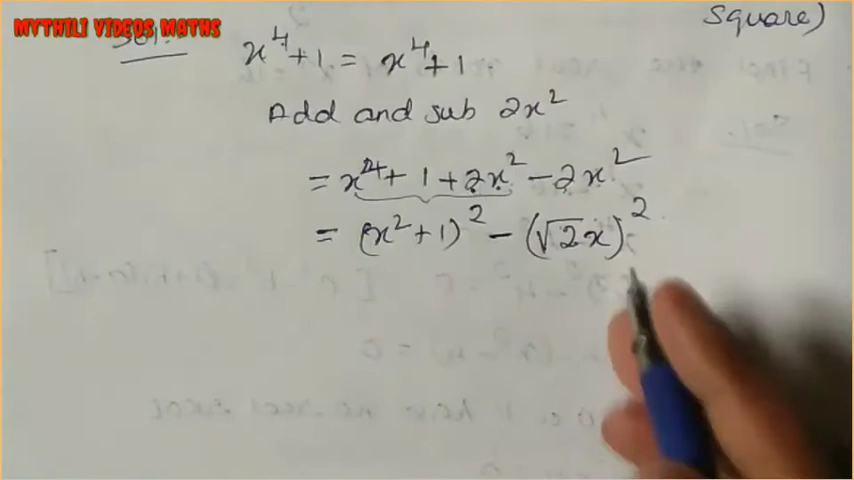 MYTHILI VIDEOS MATHS
Square)
Sol:
x⁴+1 = x⁴+1
Add and sub 2x²
= x⁴+ 1 + 2x² − 2x²
= (x²+1)² − (√2x)²